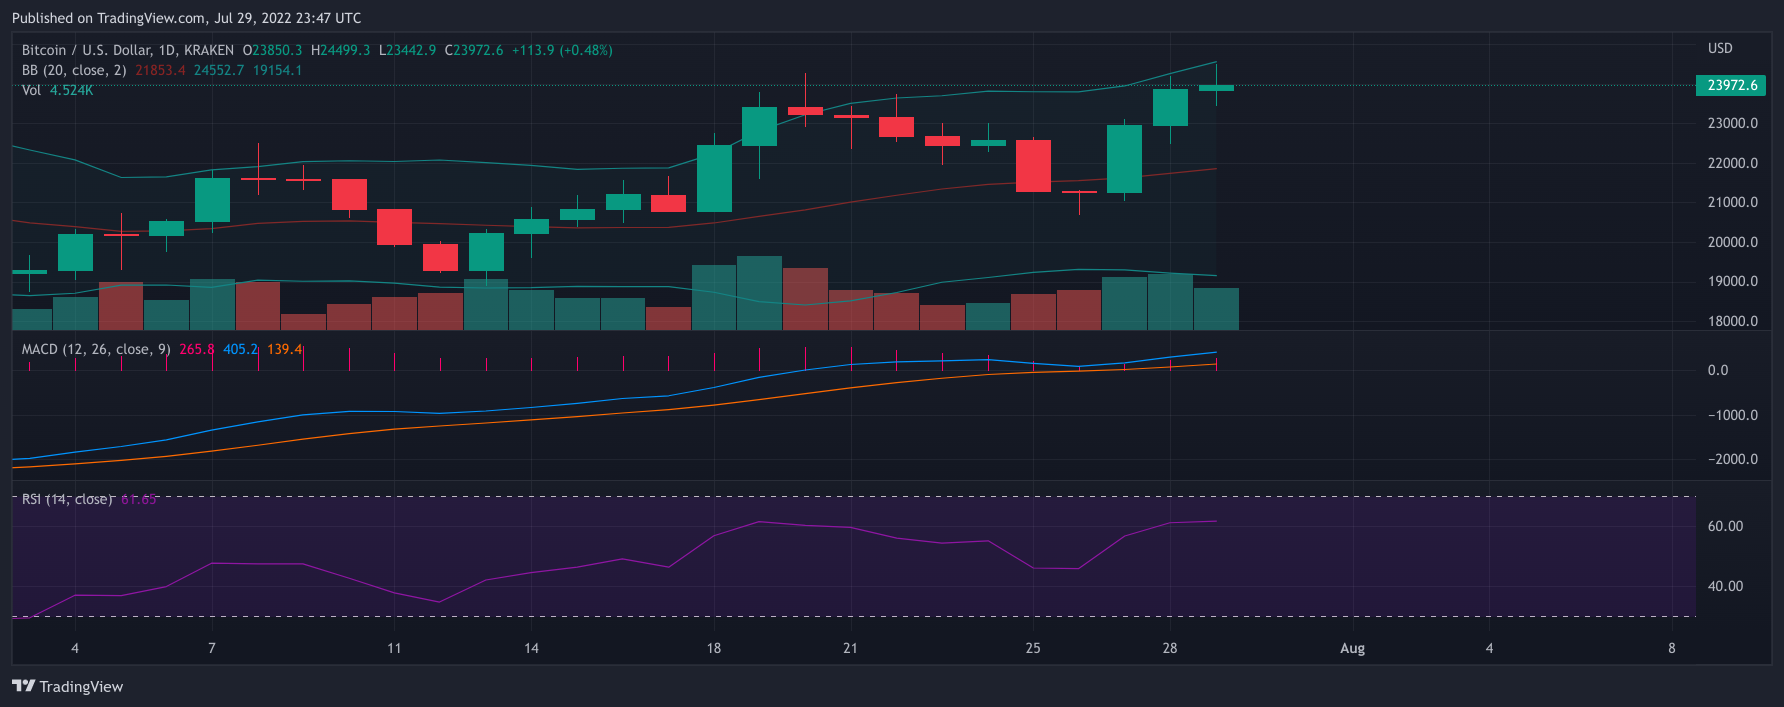 Published on TradingView.com, Jul 29, 2022 23:47 UTC
Bitcoin / U.S. Dollar, 1D, KRAKEN O23850.3 H24499.3 L23442.9 C23972.6 +113.9 (+0.48%)
USD
BB (20, close, 2) 21853.4 24552.7 19154.1
Vol 4.524K
23972.6
23000.0
22000.0
21000.0
20000.0
19000.0
18000.0
MACD (12, 26, close, 9) 265.8 405.2 139.4
0.0
−1000.0
−2000.0
RSI (14, close) 61.65
60.00
40.00
4 7 11 14 18 21 25 28 Aug 4 8
TradingView